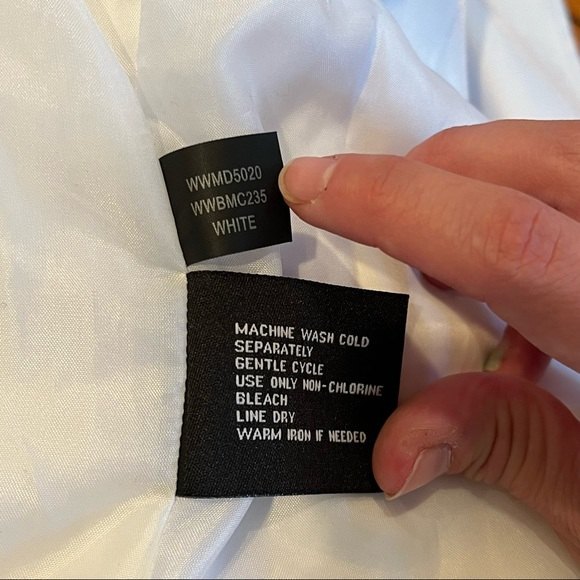 WWMD5020
WWBMC235
WHITE
MACHINE WASH COLD
SEPARATELY
GENTLE CYCLE
USE ONLY NON-CHLORINE
BLEACH
LINE DRY
WARM IRON IF NEEDED